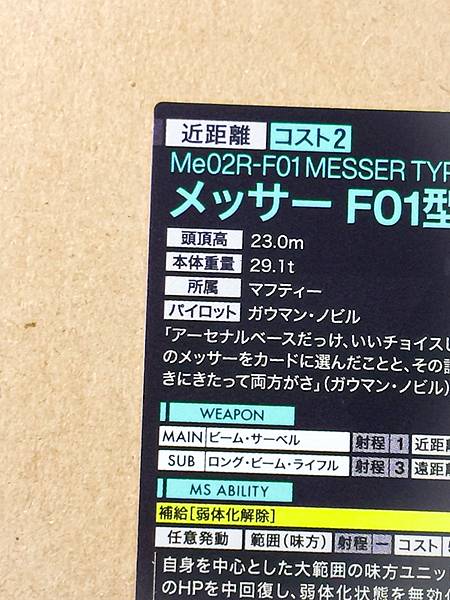 近距離 コスト2
Me02R-F01 MESSER TYP
メッサー F01型
頭頂高 23.0m
本体重量 29.1t
所属 マフティー
パイロット ガウマン・ノビル
「アーセナルベースだっけ、いいチョイスし
のメッサーをカードに選んだことと、その
きにきたって両方がさ」(ガウマン・ノビル)
WEAPON
MAIN ビーム・サーベル 射程 1 近距
SUB ロング・ビーム・ライフル 射程 3 遠距
MS ABILITY
補給[弱体化解除]
任意発動 範囲(味方) 射程 ー コスト
自身を中心とした大範囲の味方ユニッ
のHPを中回復し、弱体化状態を無効